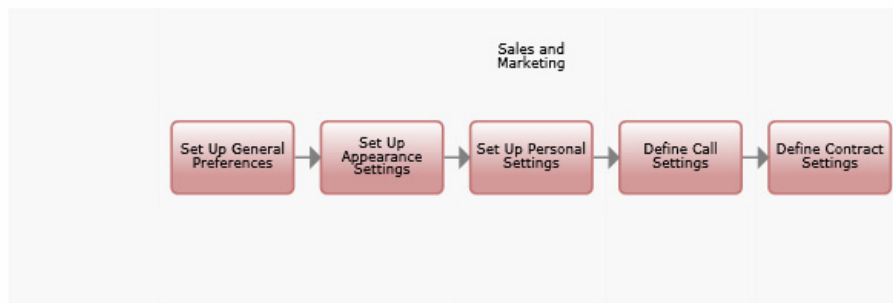 Sales and
Marketing
Set Up General
Preferences
Set Up
Appearance
Settings
Set Up Personal
Settings
Define Call
Settings
Define Contract
Settings